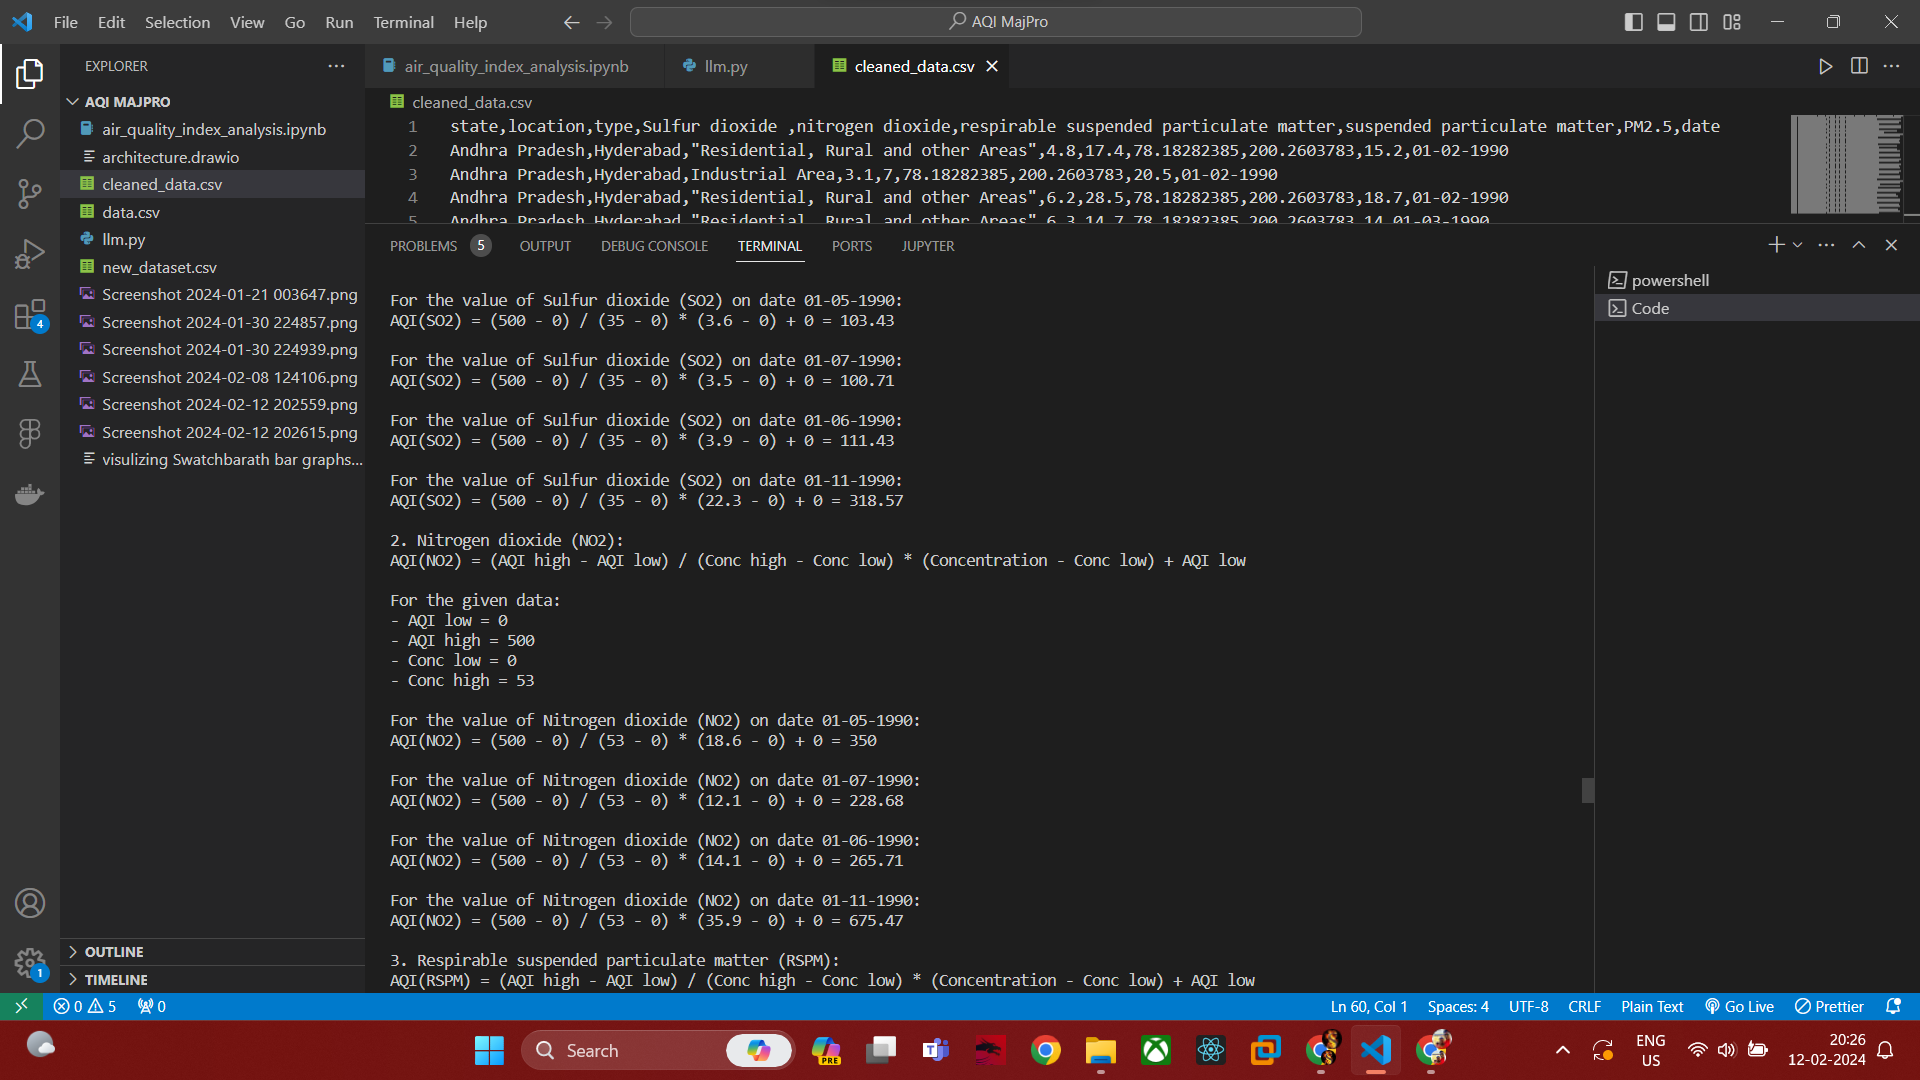 File Edit Selection View Go Run Terminal Help
AQI MajPro
EXPLORER
AQI MAJPRO
air_quality_index_analysis.ipynb
architecture.drawio
cleaned_data.csv
data.csv
llm.py
new_dataset.csv
Screenshot 2024-01-21 003647.png
Screenshot 2024-01-30 224857.png
Screenshot 2024-01-30 224939.png
Screenshot 2024-02-08 124106.png
Screenshot 2024-02-12 202559.png
Screenshot 2024-02-12 202615.png
visulizing Swatchbarath bar graphs...
OUTLINE
TIMELINE
4
1
air_quality_index_analysis.ipynb llm.py cleaned_data.csv
cleaned_data.csv
1 state,location,type,Sulfur dioxide ,nitrogen dioxide,respirable suspended particulate matter,suspended particulate matter,PM2.5,date
2 Andhra Pradesh,Hyderabad,"Residential, Rural and other Areas",4.8,17.4,78.18282385,200.2603783,15.2,01-02-1990
3 Andhra Pradesh,Hyderabad,Industrial Area,3.1,7,78.18282385,200.2603783,20.5,01-02-1990
4 Andhra Pradesh,Hyderabad,"Residential, Rural and other Areas",6.2,28.5,78.18282385,200.2603783,18.7,01-02-1990
5 Andhra Pradesh,Hyderabad,"Residential, Rural and other Areas",6.3,14.7,78.18282385,200.2603783,14,01-03-1990
PROBLEMS 5 OUTPUT DEBUG CONSOLE TERMINAL PORTS JUPYTER
powershell
Code
For the value of Sulfur dioxide (SO2) on date 01-05-1990:
AQI(SO2) = (500 - 0) / (35 - 0) * (3.6 - 0) + 0 = 103.43
For the value of Sulfur dioxide (SO2) on date 01-07-1990:
AQI(SO2) = (500 - 0) / (35 - 0) * (3.5 - 0) + 0 = 100.71
For the value of Sulfur dioxide (SO2) on date 01-06-1990:
AQI(SO2) = (500 - 0) / (35 - 0) * (3.9 - 0) + 0 = 111.43
For the value of Sulfur dioxide (SO2) on date 01-11-1990:
AQI(SO2) = (500 - 0) / (35 - 0) * (22.3 - 0) + 0 = 318.57
2. Nitrogen dioxide (NO2):
AQI(NO2) = (AQI high - AQI low) / (Conc high - Conc low) * (Concentration - Conc low) + AQI low
For the given data:
- AQI low = 0
- AQI high = 500
- Conc low = 0
- Conc high = 53
For the value of Nitrogen dioxide (NO2) on date 01-05-1990:
AQI(NO2) = (500 - 0) / (53 - 0) * (18.6 - 0) + 0 = 350
For the value of Nitrogen dioxide (NO2) on date 01-07-1990:
AQI(NO2) = (500 - 0) / (53 - 0) * (12.1 - 0) + 0 = 228.68
For the value of Nitrogen dioxide (NO2) on date 01-06-1990:
AQI(NO2) = (500 - 0) / (53 - 0) * (14.1 - 0) + 0 = 265.71
For the value of Nitrogen dioxide (NO2) on date 01-11-1990:
AQI(NO2) = (500 - 0) / (53 - 0) * (35.9 - 0) + 0 = 675.47
3. Respirable suspended particulate matter (RSPM):
AQI(RSPM) = (AQI high - AQI low) / (Conc high - Conc low) * (Concentration - Conc low) + AQI low
0 5 0 Ln 60, Col 1 Spaces: 4 UTF-8 CRLF Plain Text Go Live Prettier
Search PRE
ENG
US
20:26
12-02-2024